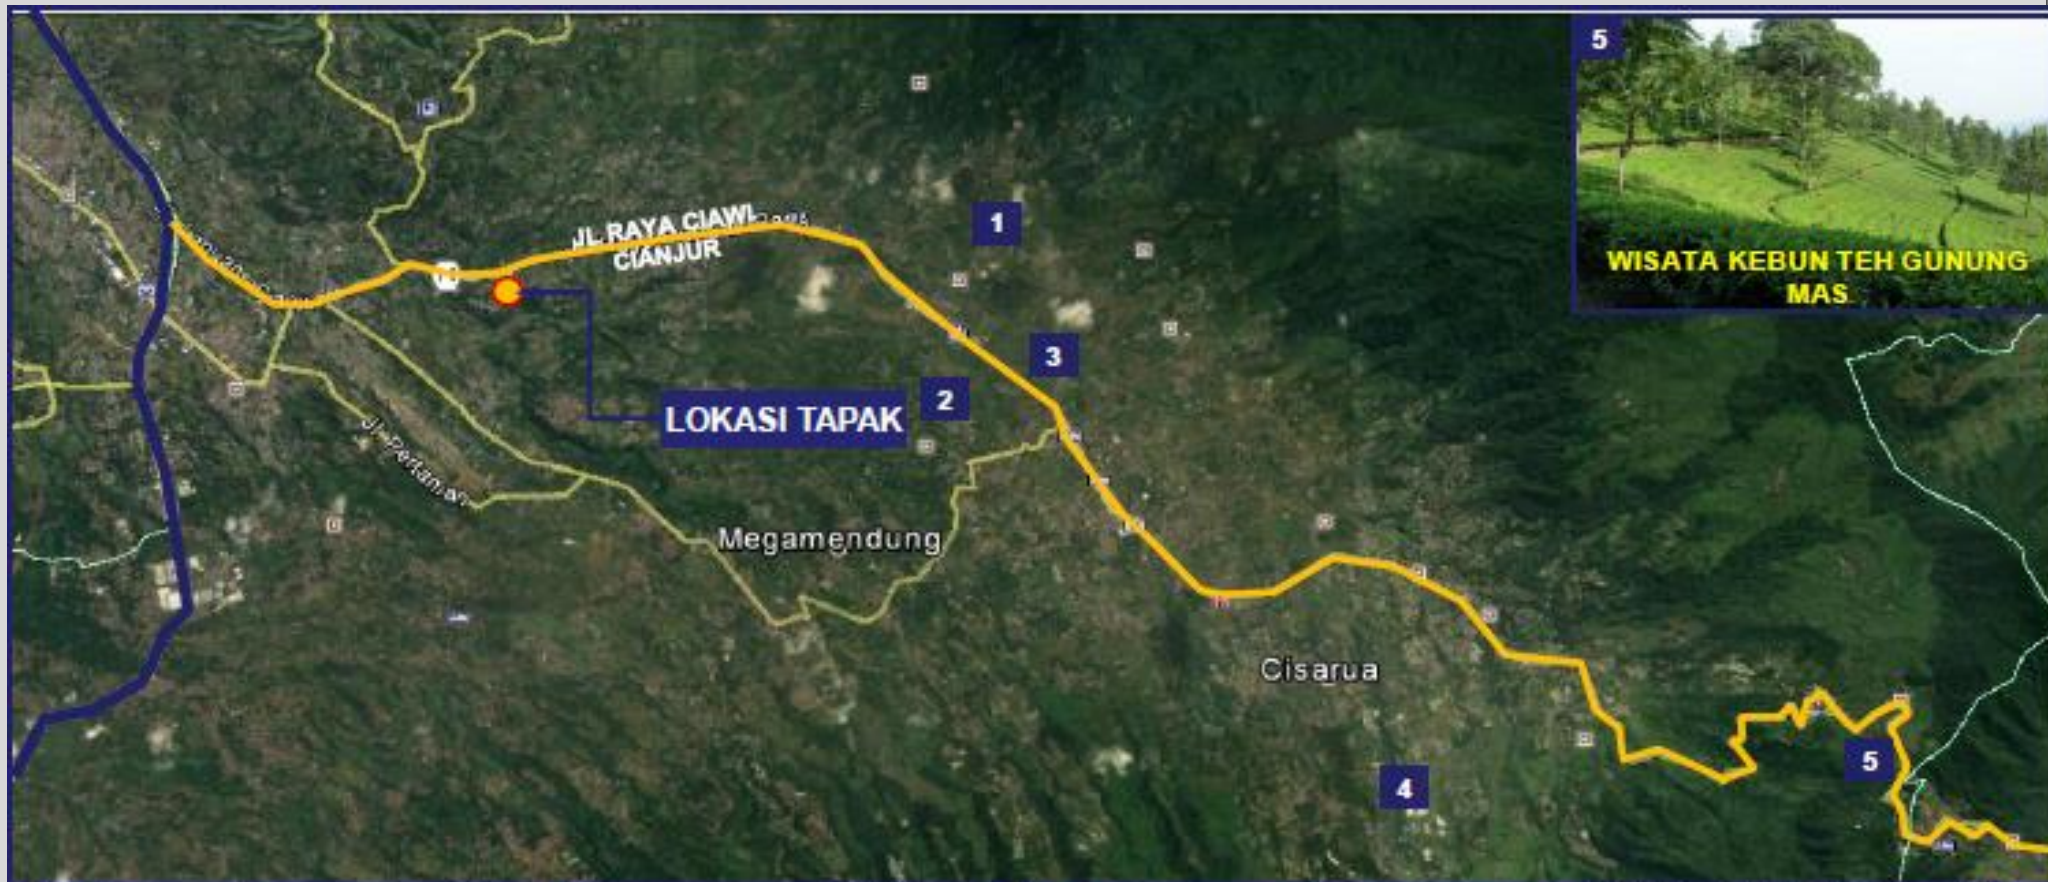 5
WISATA KEBUN TEH GUNUNG
MAS
1
JL RAYA CIAWI
CIANJUR
3
3
2
LOKASI TAPAK
Jl. Pertanian
Megamendung
Cisarua
5
4